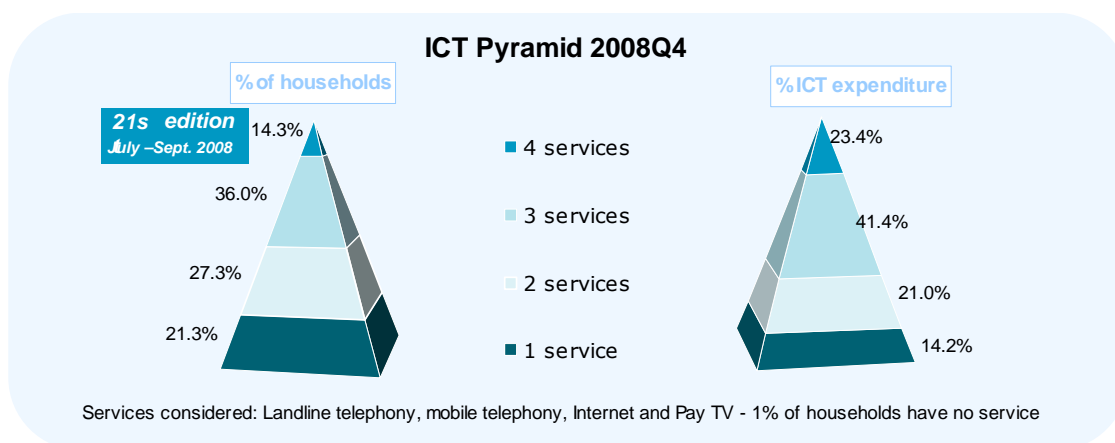 ICT Pyramid 2008Q4
% of households
% ICT expenditure
21s edition
July – Sept. 2008
14.3%
36.0%
27.3%
21.3%
4 services
3 services
2 services
1 service
23.4%
41.4%
21.0%
14.2%
Services considered: Landline telephony, mobile telephony, Internet and Pay TV - 1% of households have no service